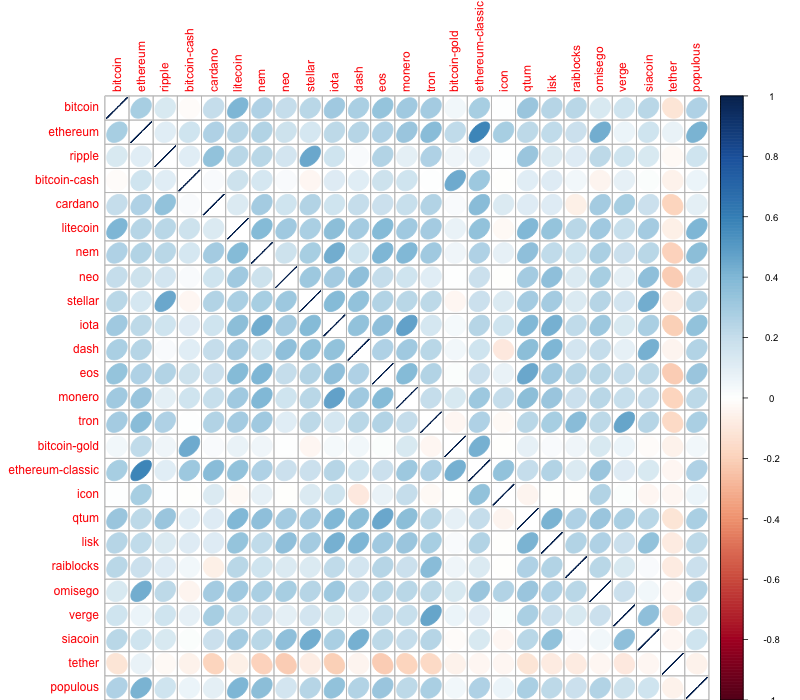 bitcoin
ethereum
ripple
bitcoin-cash
cardano
litecoin
nem
neo
stellar
iota
dash
eos
monero
tron
bitcoin-gold
ethereum-classic
icon
qtum
lisk
raiblocks
omisego
verge
siacoin
tether
populous
bitcoin
ethereum
ripple
bitcoin-cash
cardano
litecoin
nem
neo
stellar
iota
dash
eos
monero
tron
bitcoin-gold
ethereum-classic
icon
qtum
lisk
raiblocks
omisego
verge
siacoin
tether
populous
1
0.8
0.6
0.4
0.2
0
-0.2
-0.4
-0.6
-0.8
-1